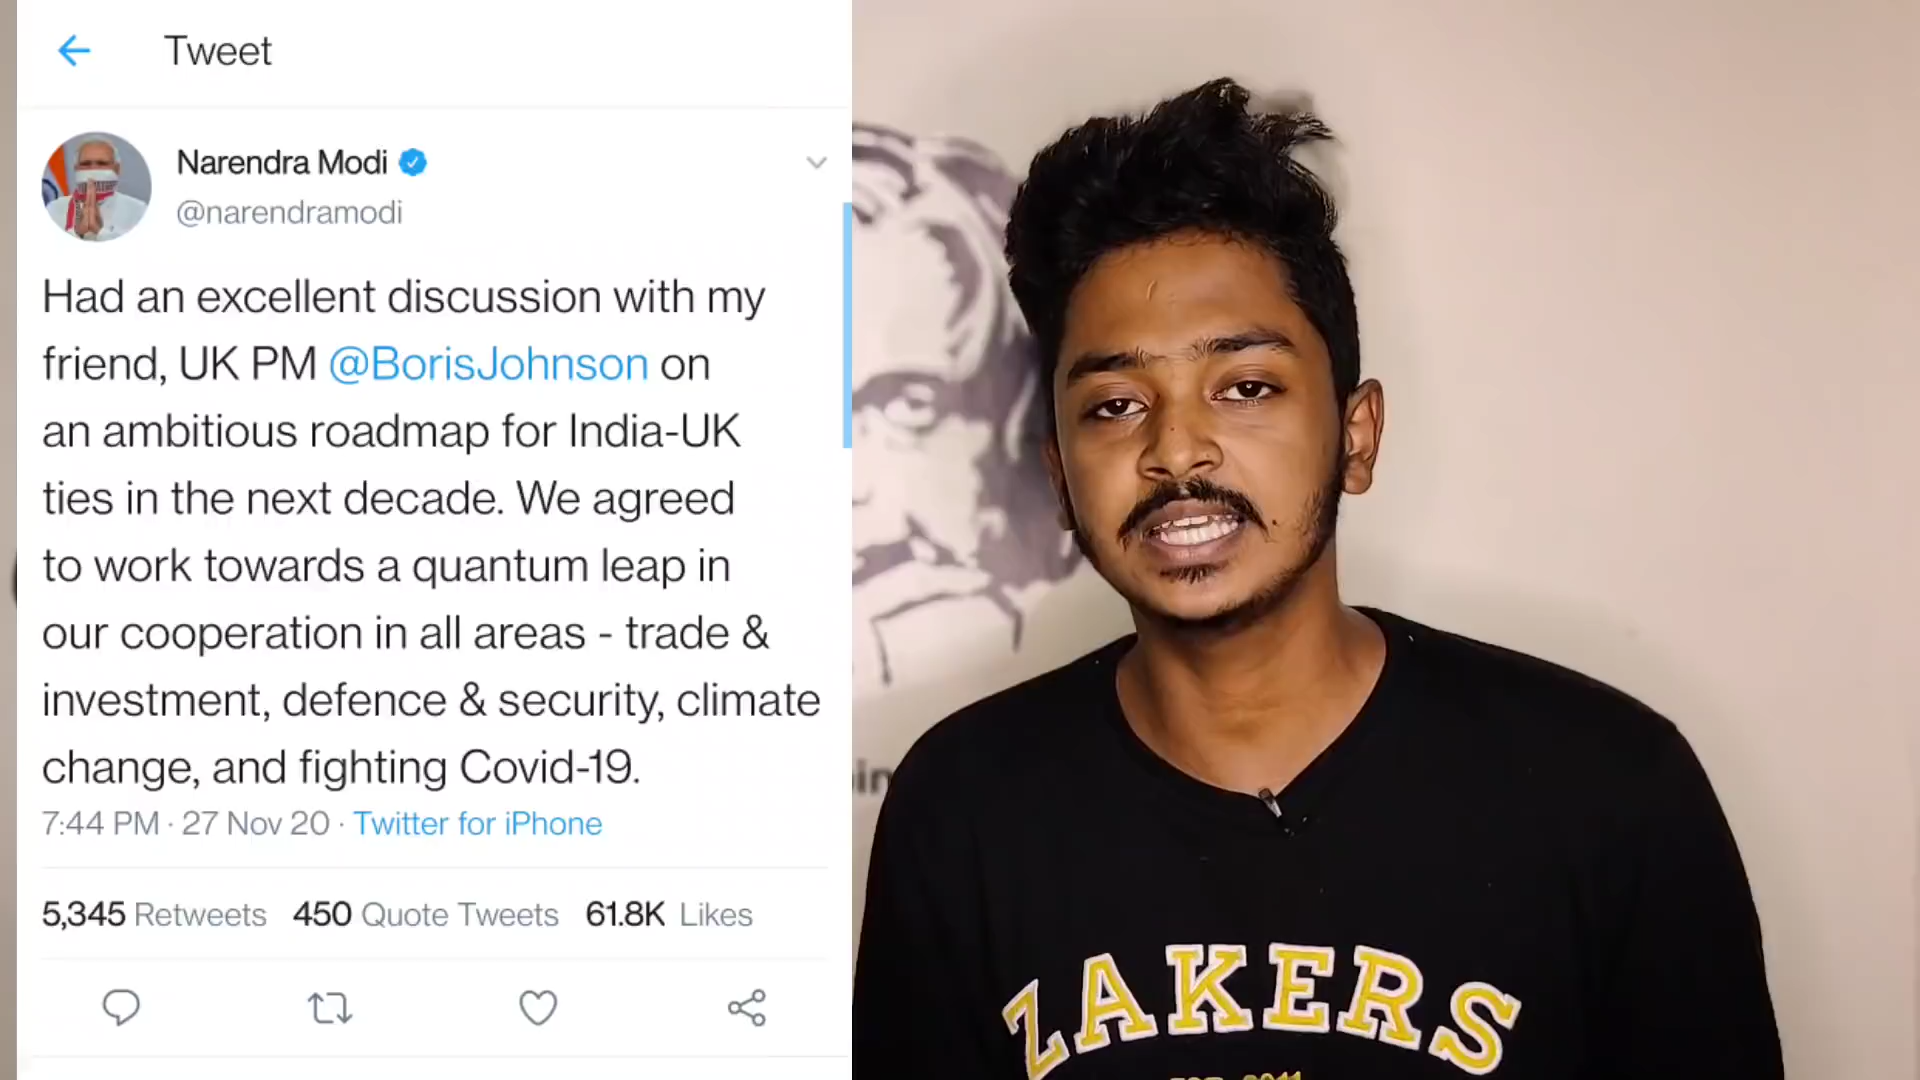 Tweet
Narendra Modi
@narendramodi
Had an excellent discussion with my
friend, UK PM @BorisJohnson on
an ambitious roadmap for India-UK
ties in the next decade. We agreed
to work towards a quantum leap in
our cooperation in all areas - trade &
investment, defence & security, climate
change, and fighting Covid-19.
7:44 PM · 27 Nov 20 · Twitter for iPhone
5,345 Retweets 450 Quote Tweets 61.8K Likes
ZAKERS